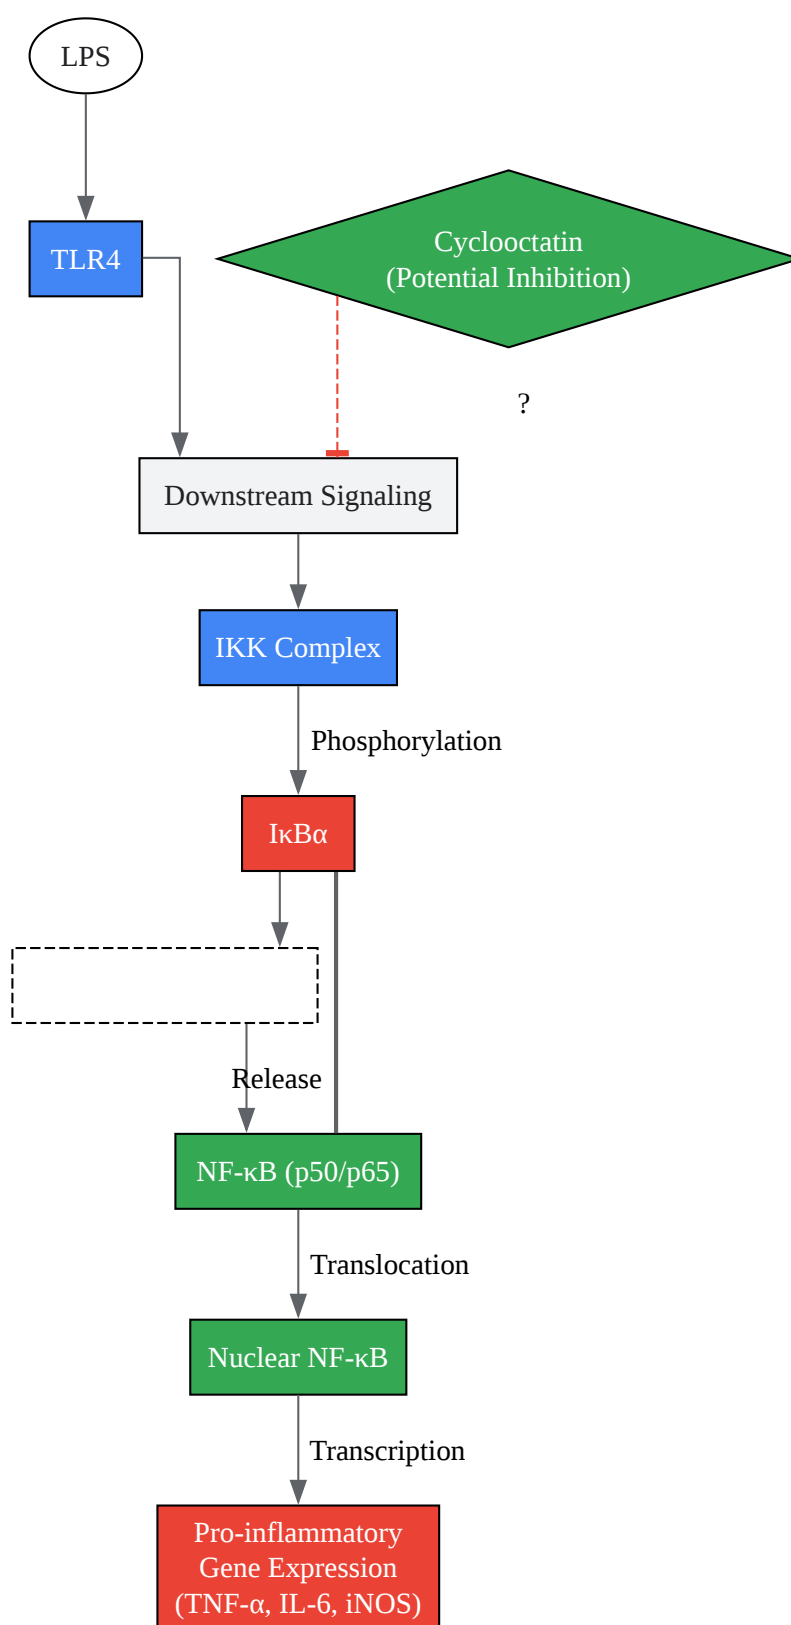 LPS
TLR4
Cyclooctatin
(Potential Inhibition)
?
Downstream Signaling
IKK Complex
Phosphorylation
IκBα
Release
NF-κB (p50/p65)
Translocation
Nuclear NF-κB
Transcription
Pro-inflammatory
Gene Expression
(TNF-α, IL-6, iNOS)